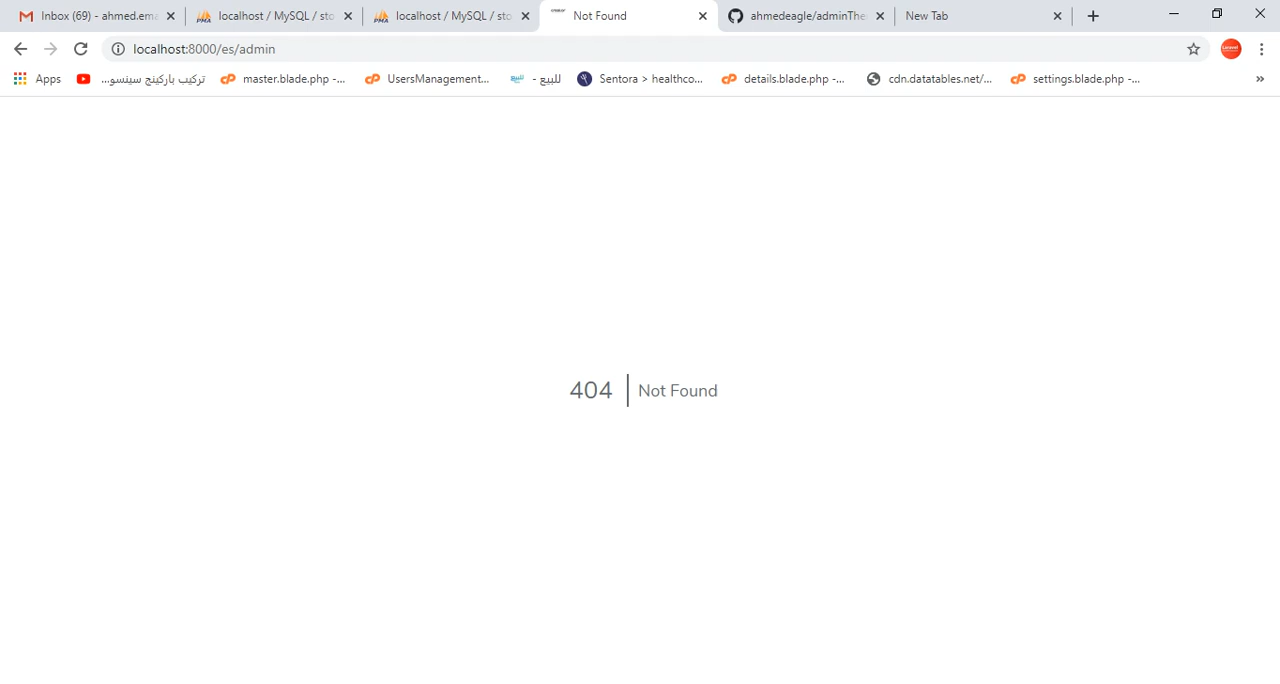 Inbox (69) - ahmed.ema
localhost / MySQL / sto
localhost / MySQL / sto
Not Found
ahmedeagle/adminThe
New Tab
localhost:8000/es/admin
Apps
تركيب باركينج سينسو...
master.blade.php -...
UsersManagement...
للبيع -
Sentora > healthco...
details.blade.php -...
cdn.datatables.net/...
settings.blade.php -...
»
404
Not Found